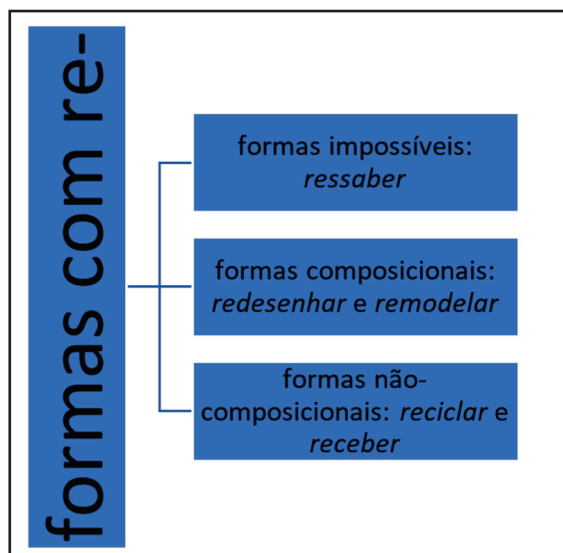 formas com re-
formas impossíveis:
ressaber
formas composicionais:
redesenhar e remodelar
formas não-
composicionais: reciclar e
receber